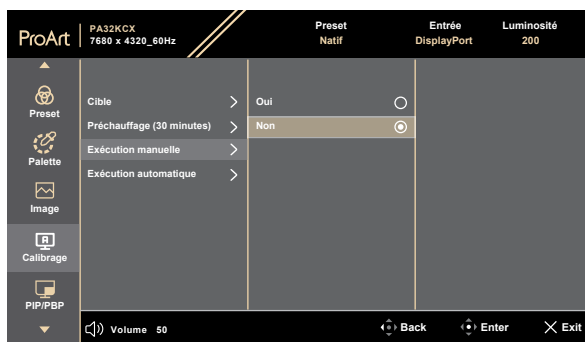 ProArt
PA32KCX
7680 x 4320_60Hz
Preset
Natif
Entrée
DisplayPort
Luminosité
200
Preset
Palette
Image
Calibrage
PIP/PBP
Cible
Préchauffage (30 minutes)
Exécution manuelle
Exécution automatique
Oui
Non
Volume 50
Back
Enter
Exit